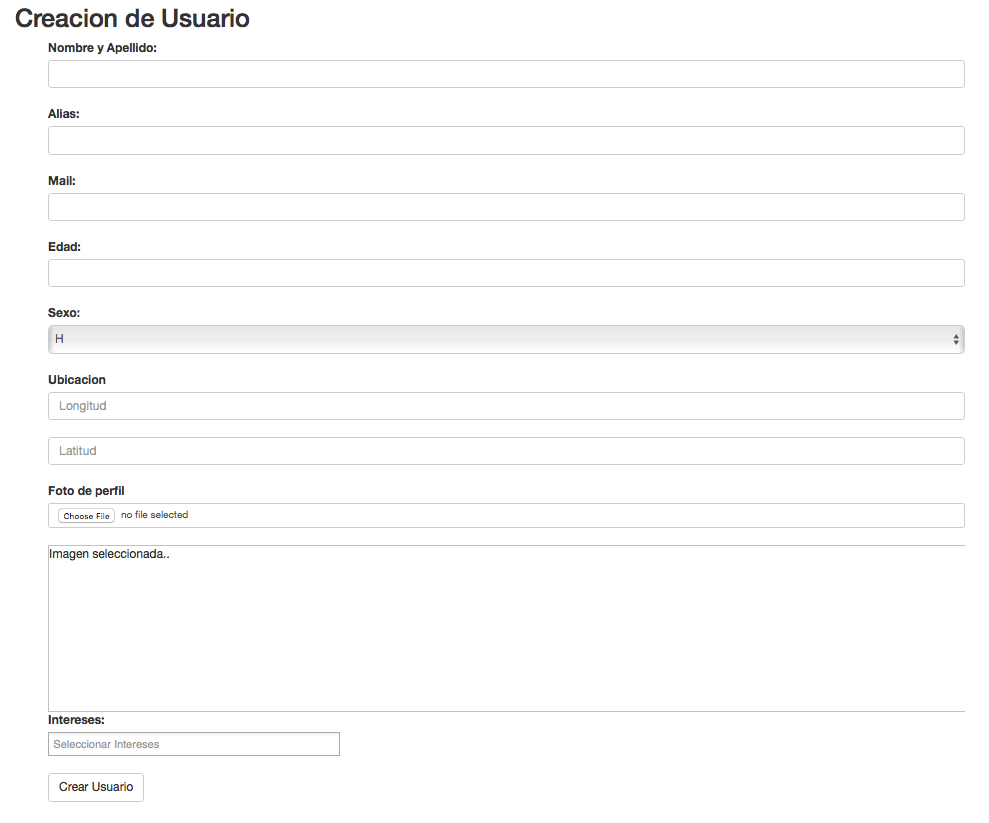 Creacion de Usuario
Nombre y Apellido:
Alias:
Mail:
Edad:
Sexo:
H
Ubicacion
Longitud
Latitud
Foto de perfil
Choose File no file selected
Imagen seleccionada..
Intereses:
Seleccionar Intereses
Crear Usuario